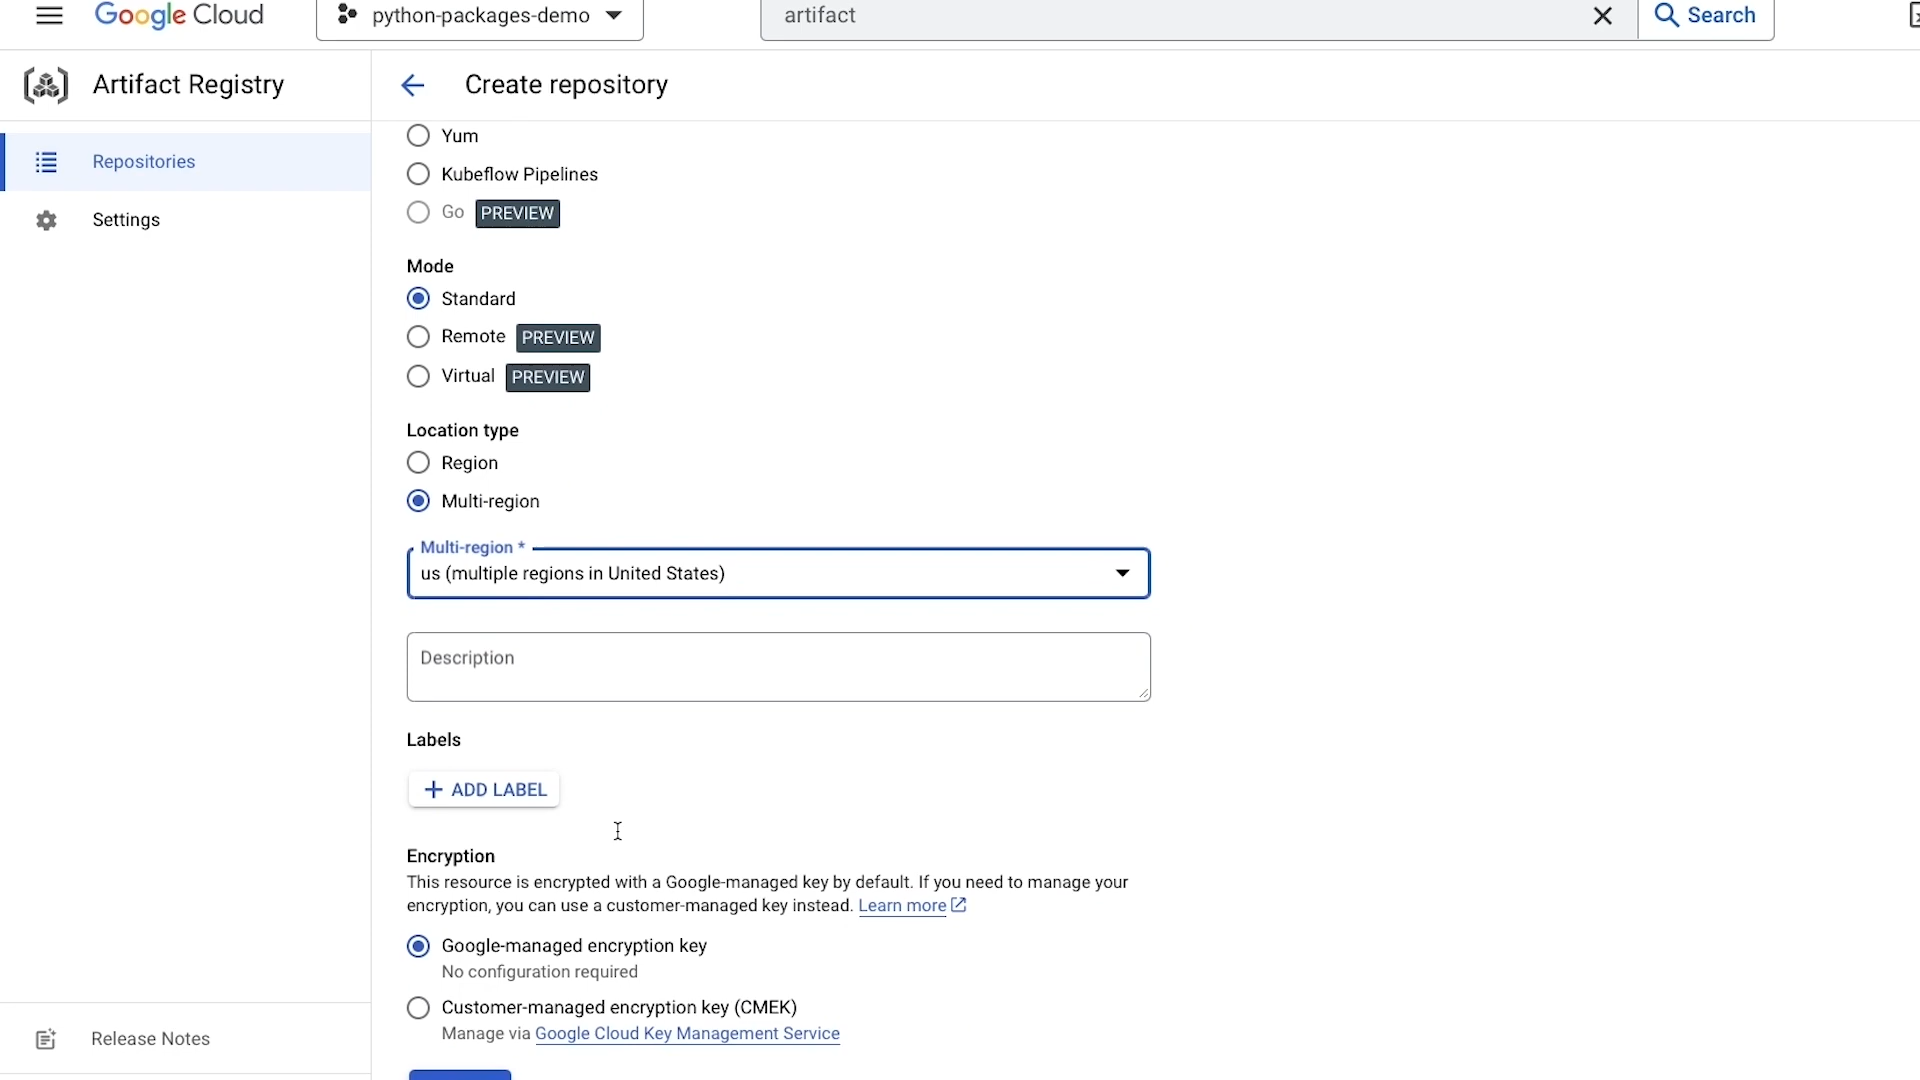 Google Cloud
python-packages-demo
artifact
Search
Artifact Registry
Create repository
Repositories
Settings
Yum
Kubeflow Pipelines
Go PREVIEW
Mode
Standard
Remote PREVIEW
Virtual PREVIEW
Location type
Region
Multi-region
Multi-region *
us (multiple regions in United States)
Description
Labels
ADD LABEL
Encryption
This resource is encrypted with a Google-managed key by default. If you need to manage your
encryption, you can use a customer-managed key instead. Learn more
Google-managed encryption key
No configuration required
Customer-managed encryption key (CMEK)
Manage via Google Cloud Key Management Service
Release Notes